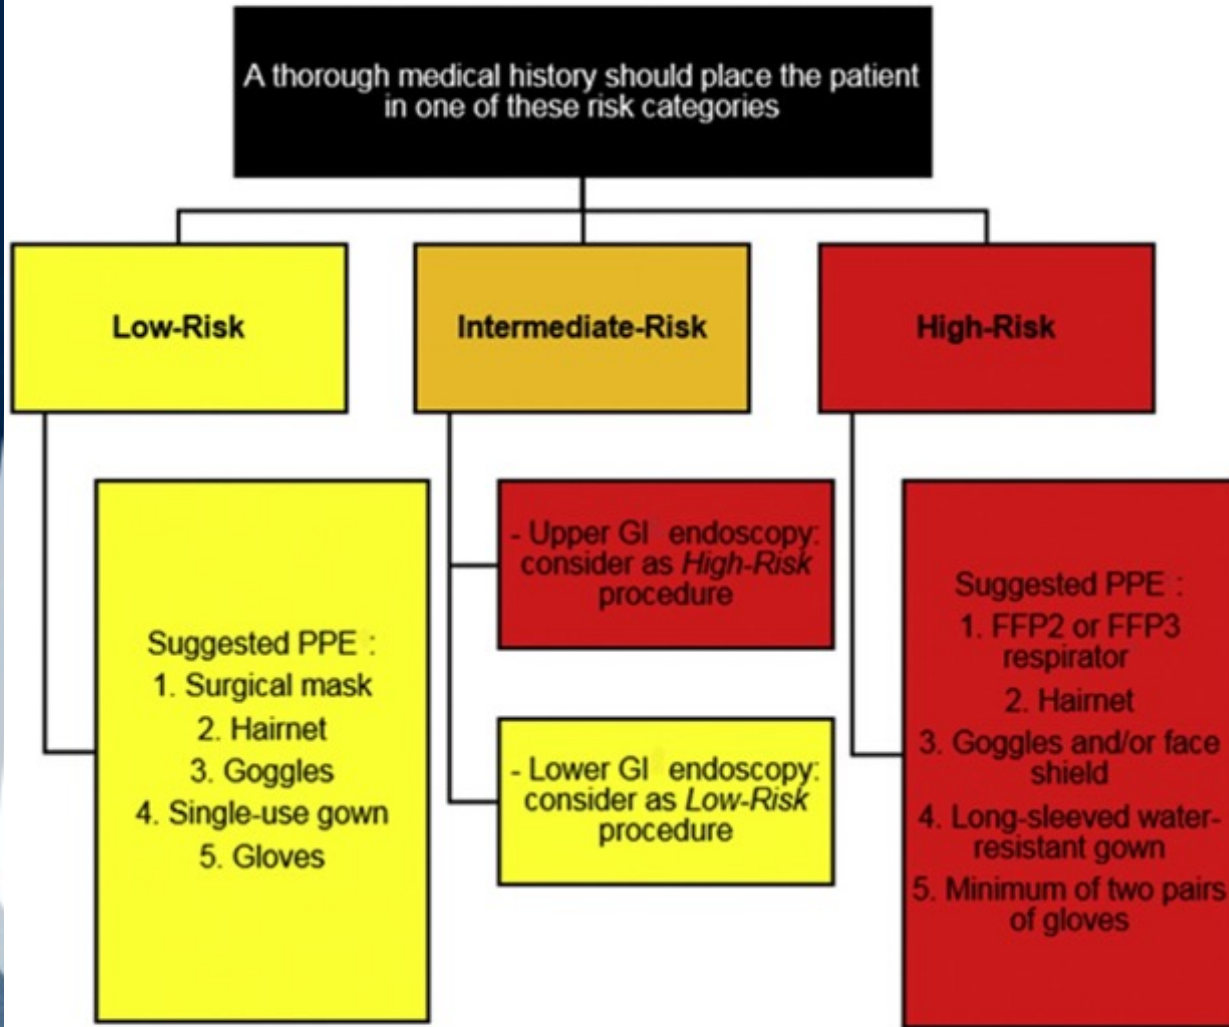 A thorough medical history should place the patient
in one of these risk categories
Low-Risk
Intermediate-Risk
High-Risk
Suggested PPE :
1. Surgical mask
2. Hairnet
3. Goggles
4. Single-use gown
5. Gloves
- Upper GI endoscopy:
consider as High-Risk
procedure
- Lower GI endoscopy:
consider as Low-Risk
procedure
Suggested PPE :
1. FFP2 or FFP3
respirator
2. Hairnet
3. Goggles and/or face
shield
4. Long-sleeved water-
resistant gown
5. Minimum of two pairs
of gloves